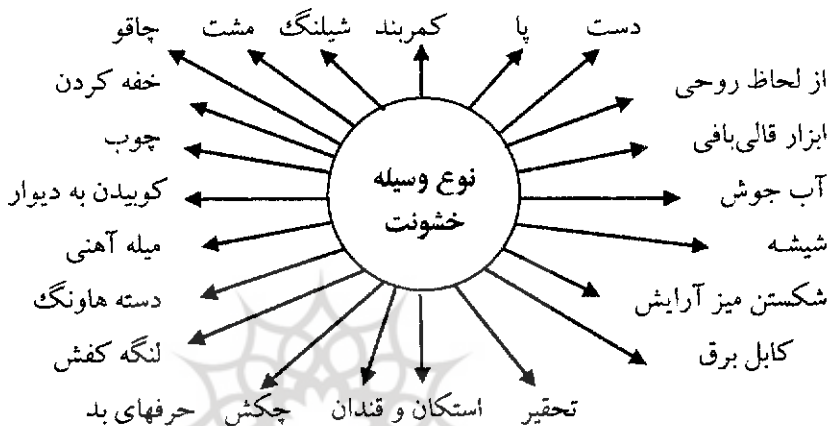 دست
پا
کمربند
شیلنگ
مشت
چاقو
از لحاظ روحی
خفه کردن
ابزار قالی‌بافی
چوب
نوع وسیله
خشونت
آب جوش
کوبیدن به دیوار
شیشه
میله آهنی
شکستن میز آرایش
دسته هاونگ
کابل برق
لنگه کفش
تحقیر
استکان و قندان
چکش
حرفهای بد